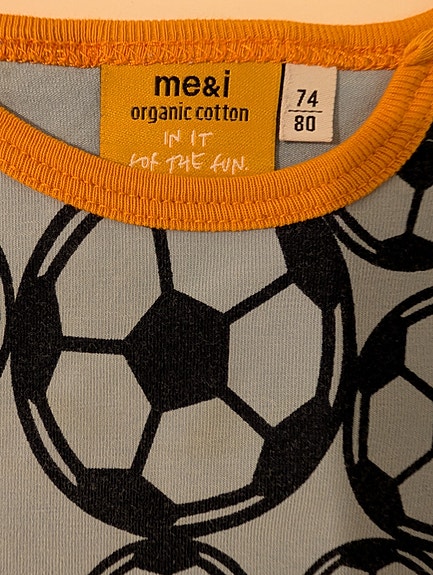 me&i
organic cotton
IN IT
FOR THE FUN.
74
80